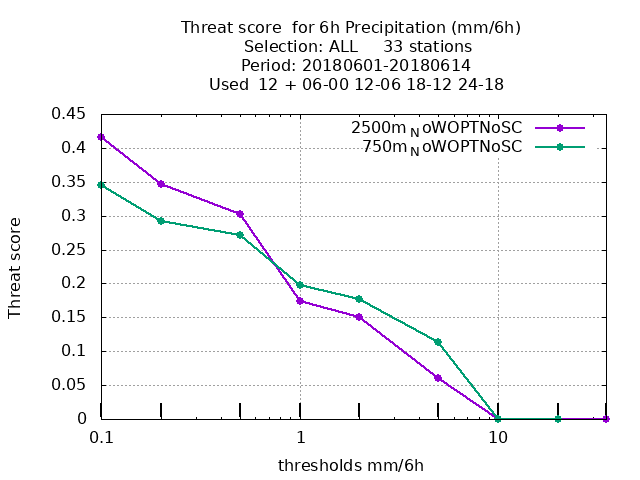 Threat score  for 6h Precipitation (mm/6h)
Selection: ALL     33 stations
Period: 20180601-20180614
Used  12 + 06-00 12-06 18-12 24-18
2500m_NoWOPTNoSC
750m_NoWOPTNoSC
0.45
0.4
0.35
0.3
0.25
0.2
0.15
0.1
0.05
0
Threat score
0.1 1 10
thresholds mm/6h